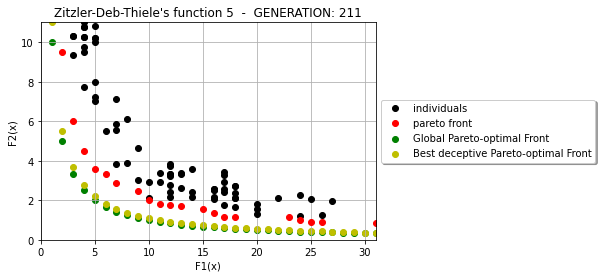 Zitzler-Deb-Thiele's function 5 - GENERATION: 211
F2(x)
10
8
6
4
2
0
0 5 10 15 20 25 30
F1(x)
individuals
pareto front
Global Pareto-optimal Front
Best deceptive Pareto-optimal Front